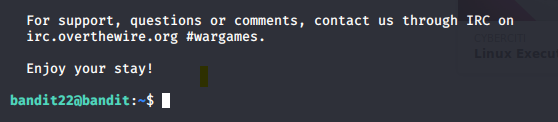 For support, questions or comments, contact us through IRC on
irc.overthewire.org #wargames.
Enjoy your stay!
bandit22@bandit:~$